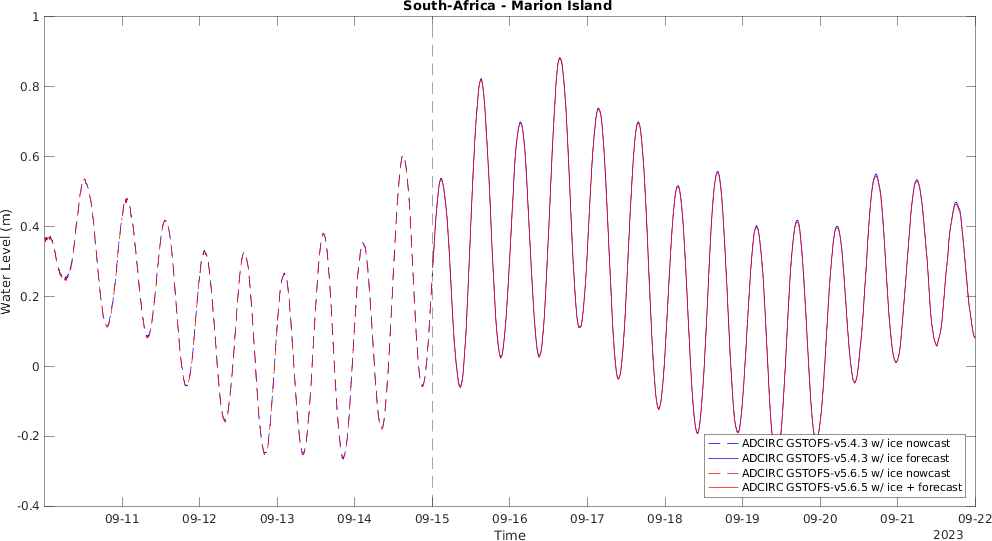 South-Africa - Marion Island
1
0.8
0.6
0.4
0.2
0
-0.2
-0.4
Water Level (m)
ADCIRC GSTOFS-v5.4.3 w/ ice nowcast
ADCIRC GSTOFS-v5.4.3 w/ ice forecast
ADCIRC GSTOFS-v5.6.5 w/ ice nowcast
ADCIRC GSTOFS-v5.6.5 w/ ice + forecast
09-11 09-12 09-13 09-14 09-15 09-16 09-17 09-18 09-19 09-20 09-21 09-22
Time
2023